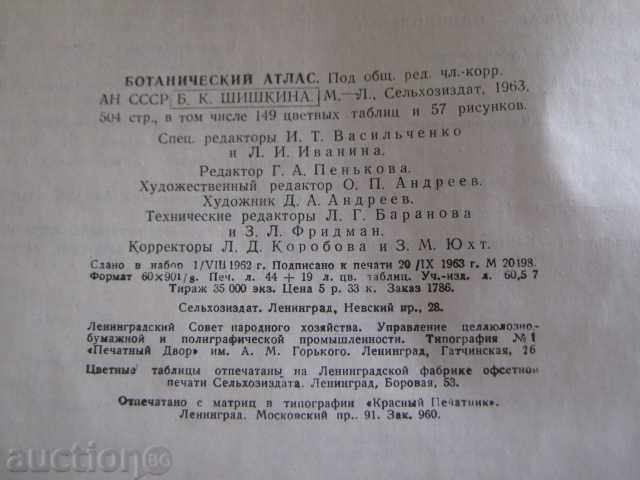 БОТАНИЧЕСКИЙ АТЛАС. Под общ. ред. чл.-корр.
АН СССР Б. К. ШИШКИНА. М.—Л., Сельхозиздат, 1963,
504 стр., в том числе 149 цветных таблиц и 57 рисунков.
Спец. редакторы И. Т. Васильченко
и Л. И. Иванина.
Редактор Г. А. Пенькова.
Художественный редактор О. П. Андреев.
Художник Д. А. Андреев.
Технические редакторы Л. Г. Баранова
и З. Л. Фридман.
Корректоры Л. Д. Коробова и З. М. Юхт.
Сдано в набор 1/VIII 1962 г. Подписано к печати 20/IX 1963 г. М 20198.
Формат 60×90 1/8. Печ. л. 44 + 19 л. цв. таблиц. Уч.-изд. л. 60,57
Тираж 35 000 экз. Цена 5 р. 33 к. Заказ 1786.
Сельхозиздат. Ленинград, Невский пр., 28.
Ленинградский Совет народного хозяйства. Управление целлюлозно-
бумажной и полиграфической промышленности. Типография №1
«Печатный Двор» им. А. М. Горького. Ленинград, Гатчинская, 26
Цветные таблицы отпечатаны на Ленинградской фабрике офсетной
печати Сельхозиздата. Ленинград, Боровая, 53.
Отпечатано с матриц в типографии «Красный Печатник».
Ленинград. Московский пр., 91. Зак. 960.
auction.BG